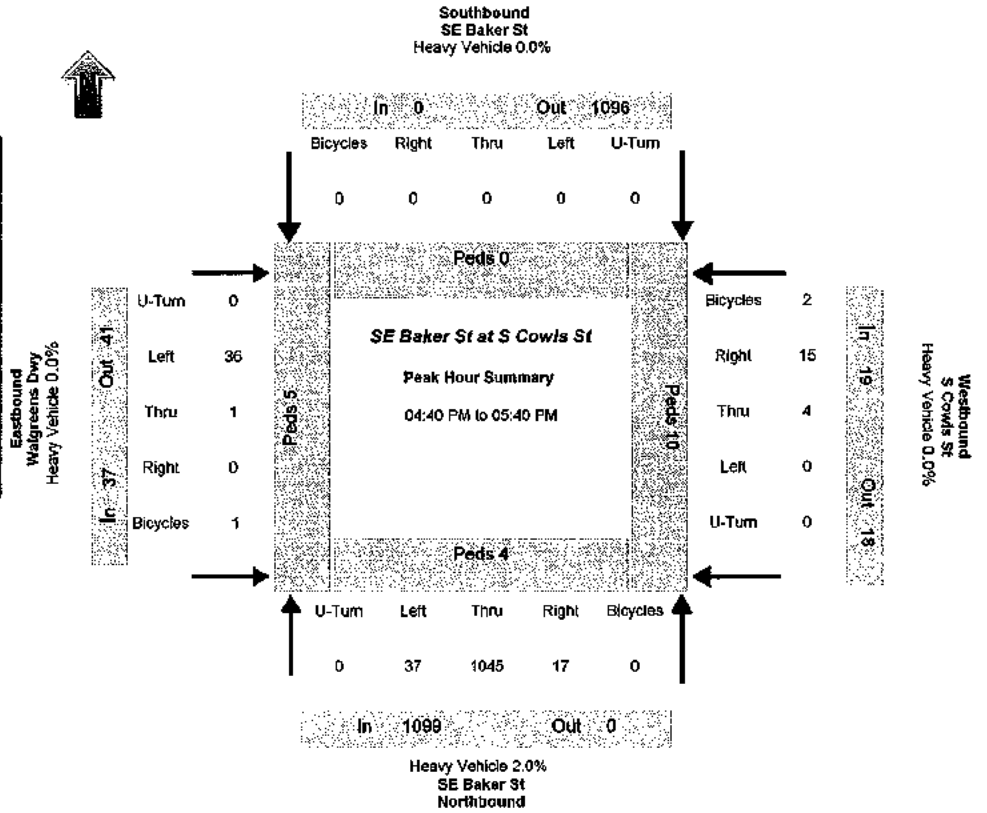 Southbound
SE Baker St
Heavy Vehicle 0.0%
In 0 Out 1096
Bicycles Right Thru Left U-Turn
0 0 0 0 0
Peds 0
U-Turn 0
Left 36
Thru 1
Right 0
Bicycles 1
Out 41
In 37
Eastbound
Walgreens Dwy
Heavy Vehicle 0.0%
Peds 5
SE Baker St at S Cowls St
Peak Hour Summary
04:40 PM to 05:40 PM
Peds 10
Bicycles 2
Right 15
Thru 4
Left 0
U-Turn 0
In 19
Out 18
Westbound
S Cowls St
Heavy Vehicle 0.0%
Peds 4
U-Turn Left Thru Right Bicycles
0 37 1045 17 0
In 1099 Out 0
Heavy Vehicle 2.0%
SE Baker St
Northbound